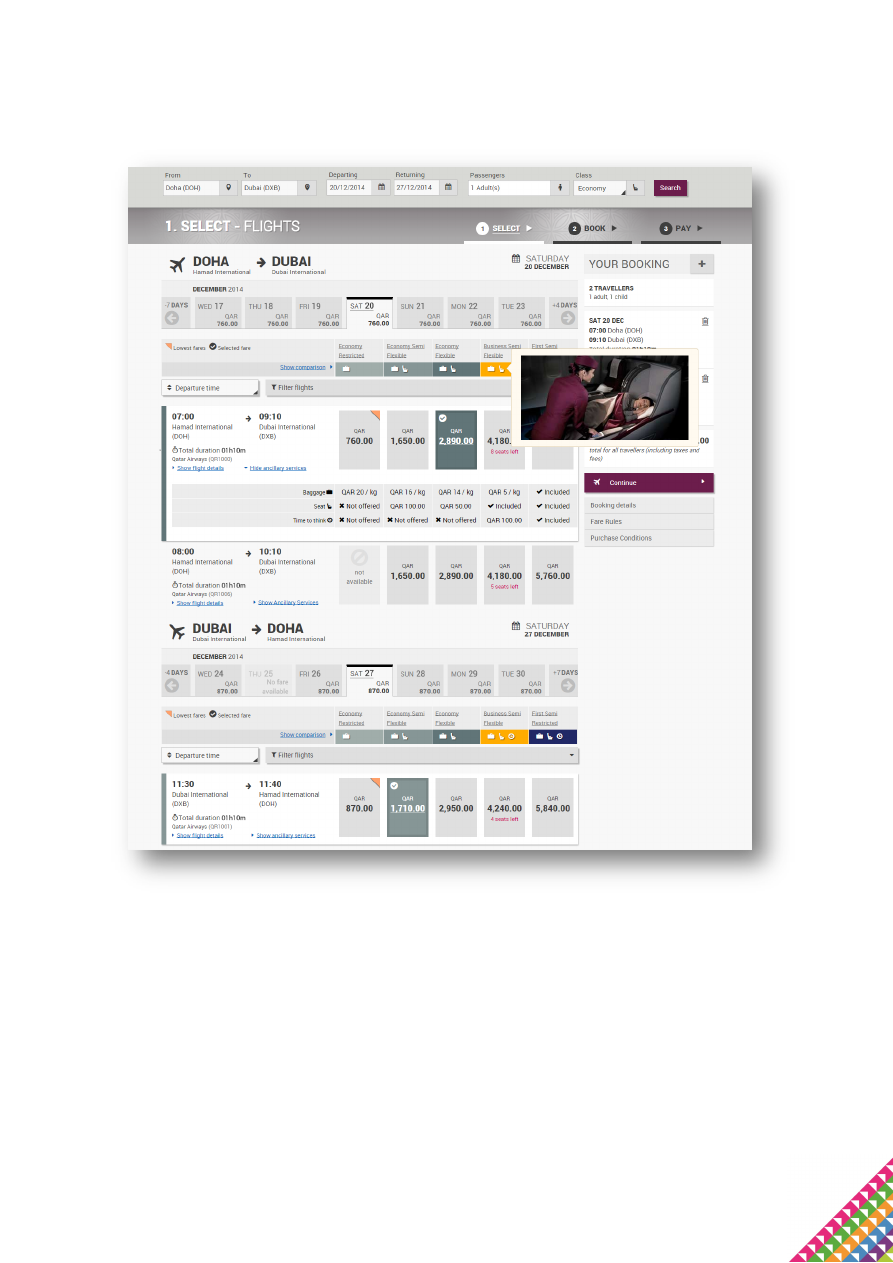 From To Departing Returning Passengers Class
Doha (DOH) Dubai (DXB) 20/12/2014 27/12/2014 1 Adult(s) Economy Search
1. SELECT - FLIGHTS 1 SELECT 2 BOOK 3 PAY
DOHA DUBAI
Hamad International Dubai International
SATURDAY
20 DECEMBER
DECEMBER 2014
-7 DAYS WED 17 THU 18 FRI 19 SAT 20 SUN 21 MON 22 TUE 23 +4 DAYS
QAR QAR QAR QAR QAR QAR QAR
760.00 760.00 760.00 760.00 760.00 760.00 760.00
Lowest fares Selected fare
Economy Restricted
Economy Semi Flexible
Economy Flexible
Business Semi Flexible
First Semi
Show comparison
Departure time Filter flights
07:00 09:10
Hamad International (DOH)
Dubai International (DXB)
Total duration 01h10m
Qatar Airways (QR1000)
Show flight details Hide ancillary services
QAR QAR QAR QAR
760.00 1,650.00 2,890.00 4,180.
8 seats left
Baggage QAR 20 / kg QAR 16 / kg QAR 14 / kg QAR 5 / kg Included
Seat Not offered QAR 100.00 QAR 50.00 Included Included
Time to think Not offered Not offered Not offered QAR 100.00 Included
08:00 10:10
Hamad International (DOH)
Dubai International (DXB)
Total duration 01h10m
Qatar Airways (QR1006)
Show flight details Show Ancillary Services
not available
QAR QAR QAR QAR
1,650.00 2,890.00 4,180.00 5,760.00
5 seats left
DUBAI DOHA
Dubai International Hamad International
SATURDAY
27 DECEMBER
DECEMBER 2014
-4 DAYS WED 24 THU 25 FRI 26 SAT 27 SUN 28 MON 29 TUE 30 +7 DAYS
QAR No fare QAR QAR QAR QAR QAR
870.00 available 870.00 870.00 870.00 870.00 870.00
Lowest fares Selected fare
Economy Restricted
Economy Semi Flexible
Economy Flexible
Business Semi Flexible
First Semi Restricted
Show comparison
Departure time Filter flights
11:30 11:40
Dubai International (DXB)
Hamad International (DOH)
Total duration 01h10m
Qatar Airways (QR1001)
Show flight details Show ancillary services
QAR QAR QAR QAR QAR
870.00 1,710.00 2,950.00 4,240.00 5,840.00
4 seats left
YOUR BOOKING
2 TRAVELLERS
1 adult, 1 child
SAT 20 DEC
07:00 Doha (DOH)
09:10 Dubai (DXB)
Total duration 01h10m
.00
total for all travellers (including taxes and fees)
Continue
Booking details
Fare Rules
Purchase Conditions